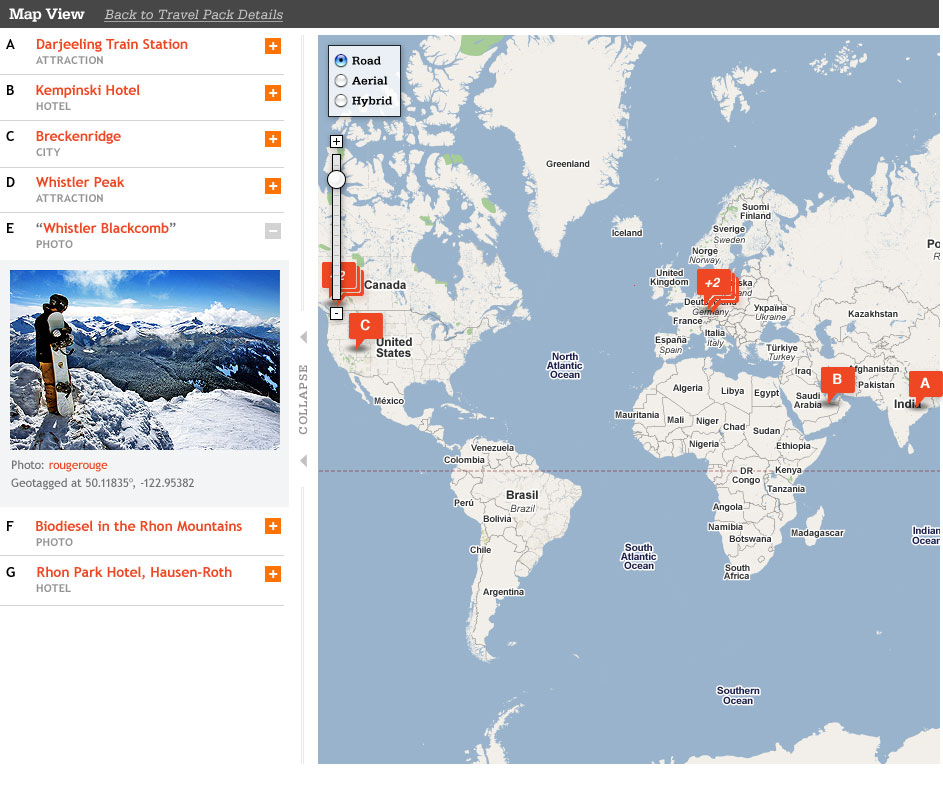 Map View Back to Travel Pack Details
A Darjeeling Train Station
ATTRACTION
B Kempinski Hotel
HOTEL
C Breckenridge
CITY
D Whistler Peak
ATTRACTION
E “Whistler Blackcomb”
PHOTO
Photo: rougerouge
Geotagged at 50.11835°, -122.95382
F Biodiesel in the Rhon Mountains
PHOTO
G Rhon Park Hotel, Hausen-Roth
HOTEL
COLLAPSE
Road
Aerial
Hybrid
Greenland
Iceland
Suomi
Finland
Sverige
Sweden
Norge
Norway
United
Kingdom
+2
Deutschland
Germany
France
Україна
Ukraine
Kazakhstan
Italia
Italy
España
Spain
Türkiye
Turkey
Canada
C
United
States
México
North
Atlantic
Ocean
Iraq
Afghanistan
Pakistan
B
A
India
Saudi
Arabia
Algeria
Libya
Egypt
Mauritania
Mali
Niger
Chad
Sudan
Nigeria
Ethiopia
Venezuela
Colombia
DR
Congo
Kenya
Tanzania
Brasil
Brazil
Perú
Bolivia
Angola
Namibia
Botswana
Madagascar
Indian
Ocean
Chile
South
Atlantic
Ocean
South
Africa
Argentina
Southern
Ocean